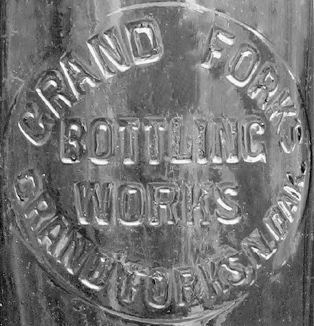 GRAND FORKS
BOTTLING
WORKS
GRAND FORKS, N. DAK.